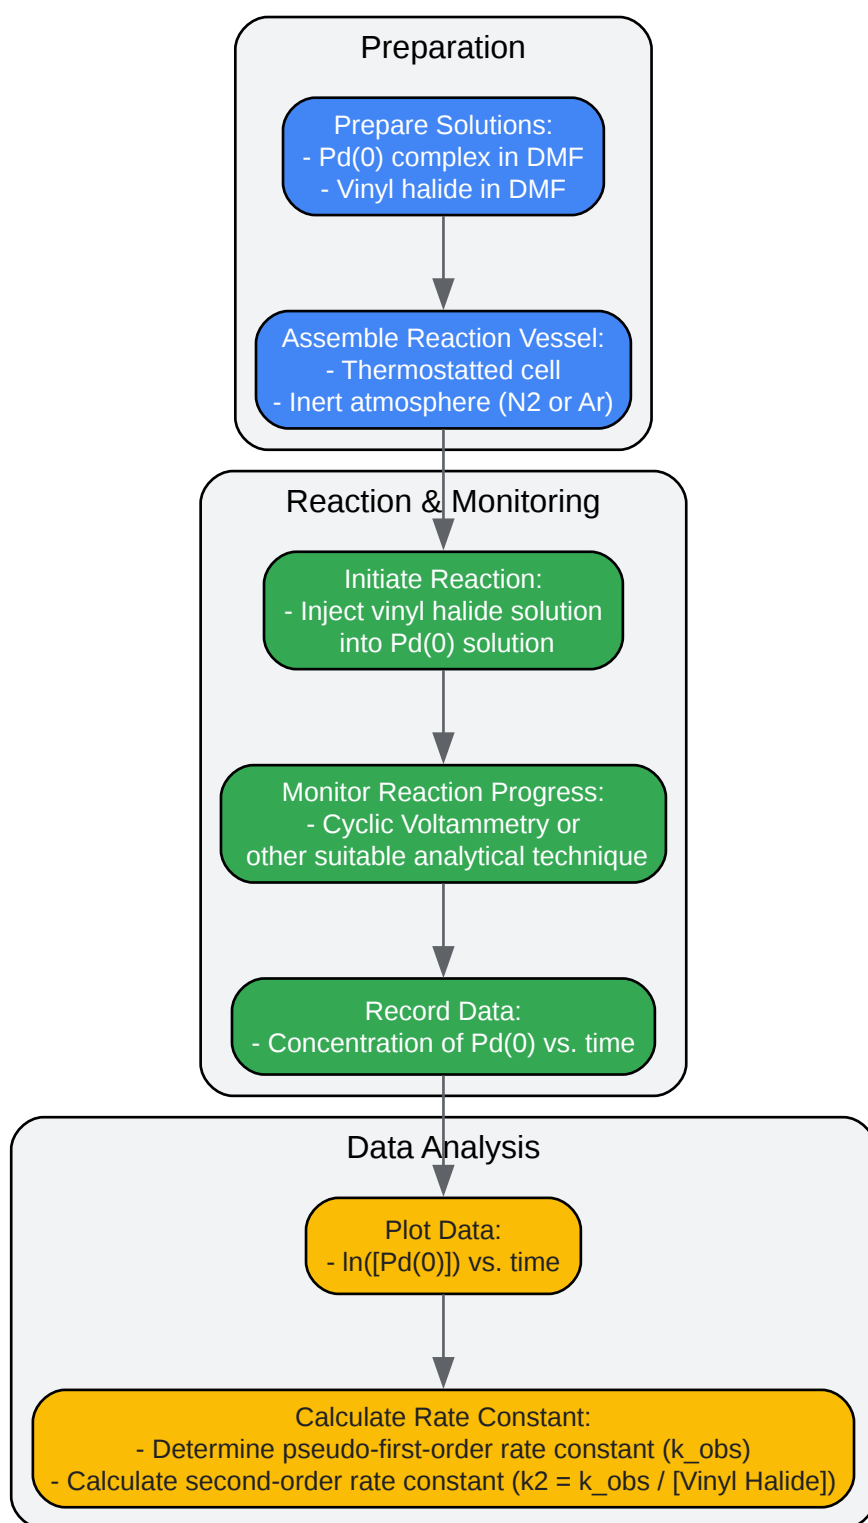 Preparation
Prepare Solutions:
- Pd(0) complex in DMF
- Vinyl halide in DMF
Assemble Reaction Vessel:
- Thermostatted cell
- Inert atmosphere (N2 or Ar)
Reaction & Monitoring
Initiate Reaction:
- Inject vinyl halide solution
into Pd(0) solution
Monitor Reaction Progress:
- Cyclic Voltammetry or
other suitable analytical technique
Record Data:
- Concentration of Pd(0) vs. time
Data Analysis
Plot Data:
- ln([Pd(0)]) vs. time
Calculate Rate Constant:
- Determine pseudo-first-order rate constant (k_obs)
- Calculate second-order rate constant (k2 = k_obs / [Vinyl Halide])